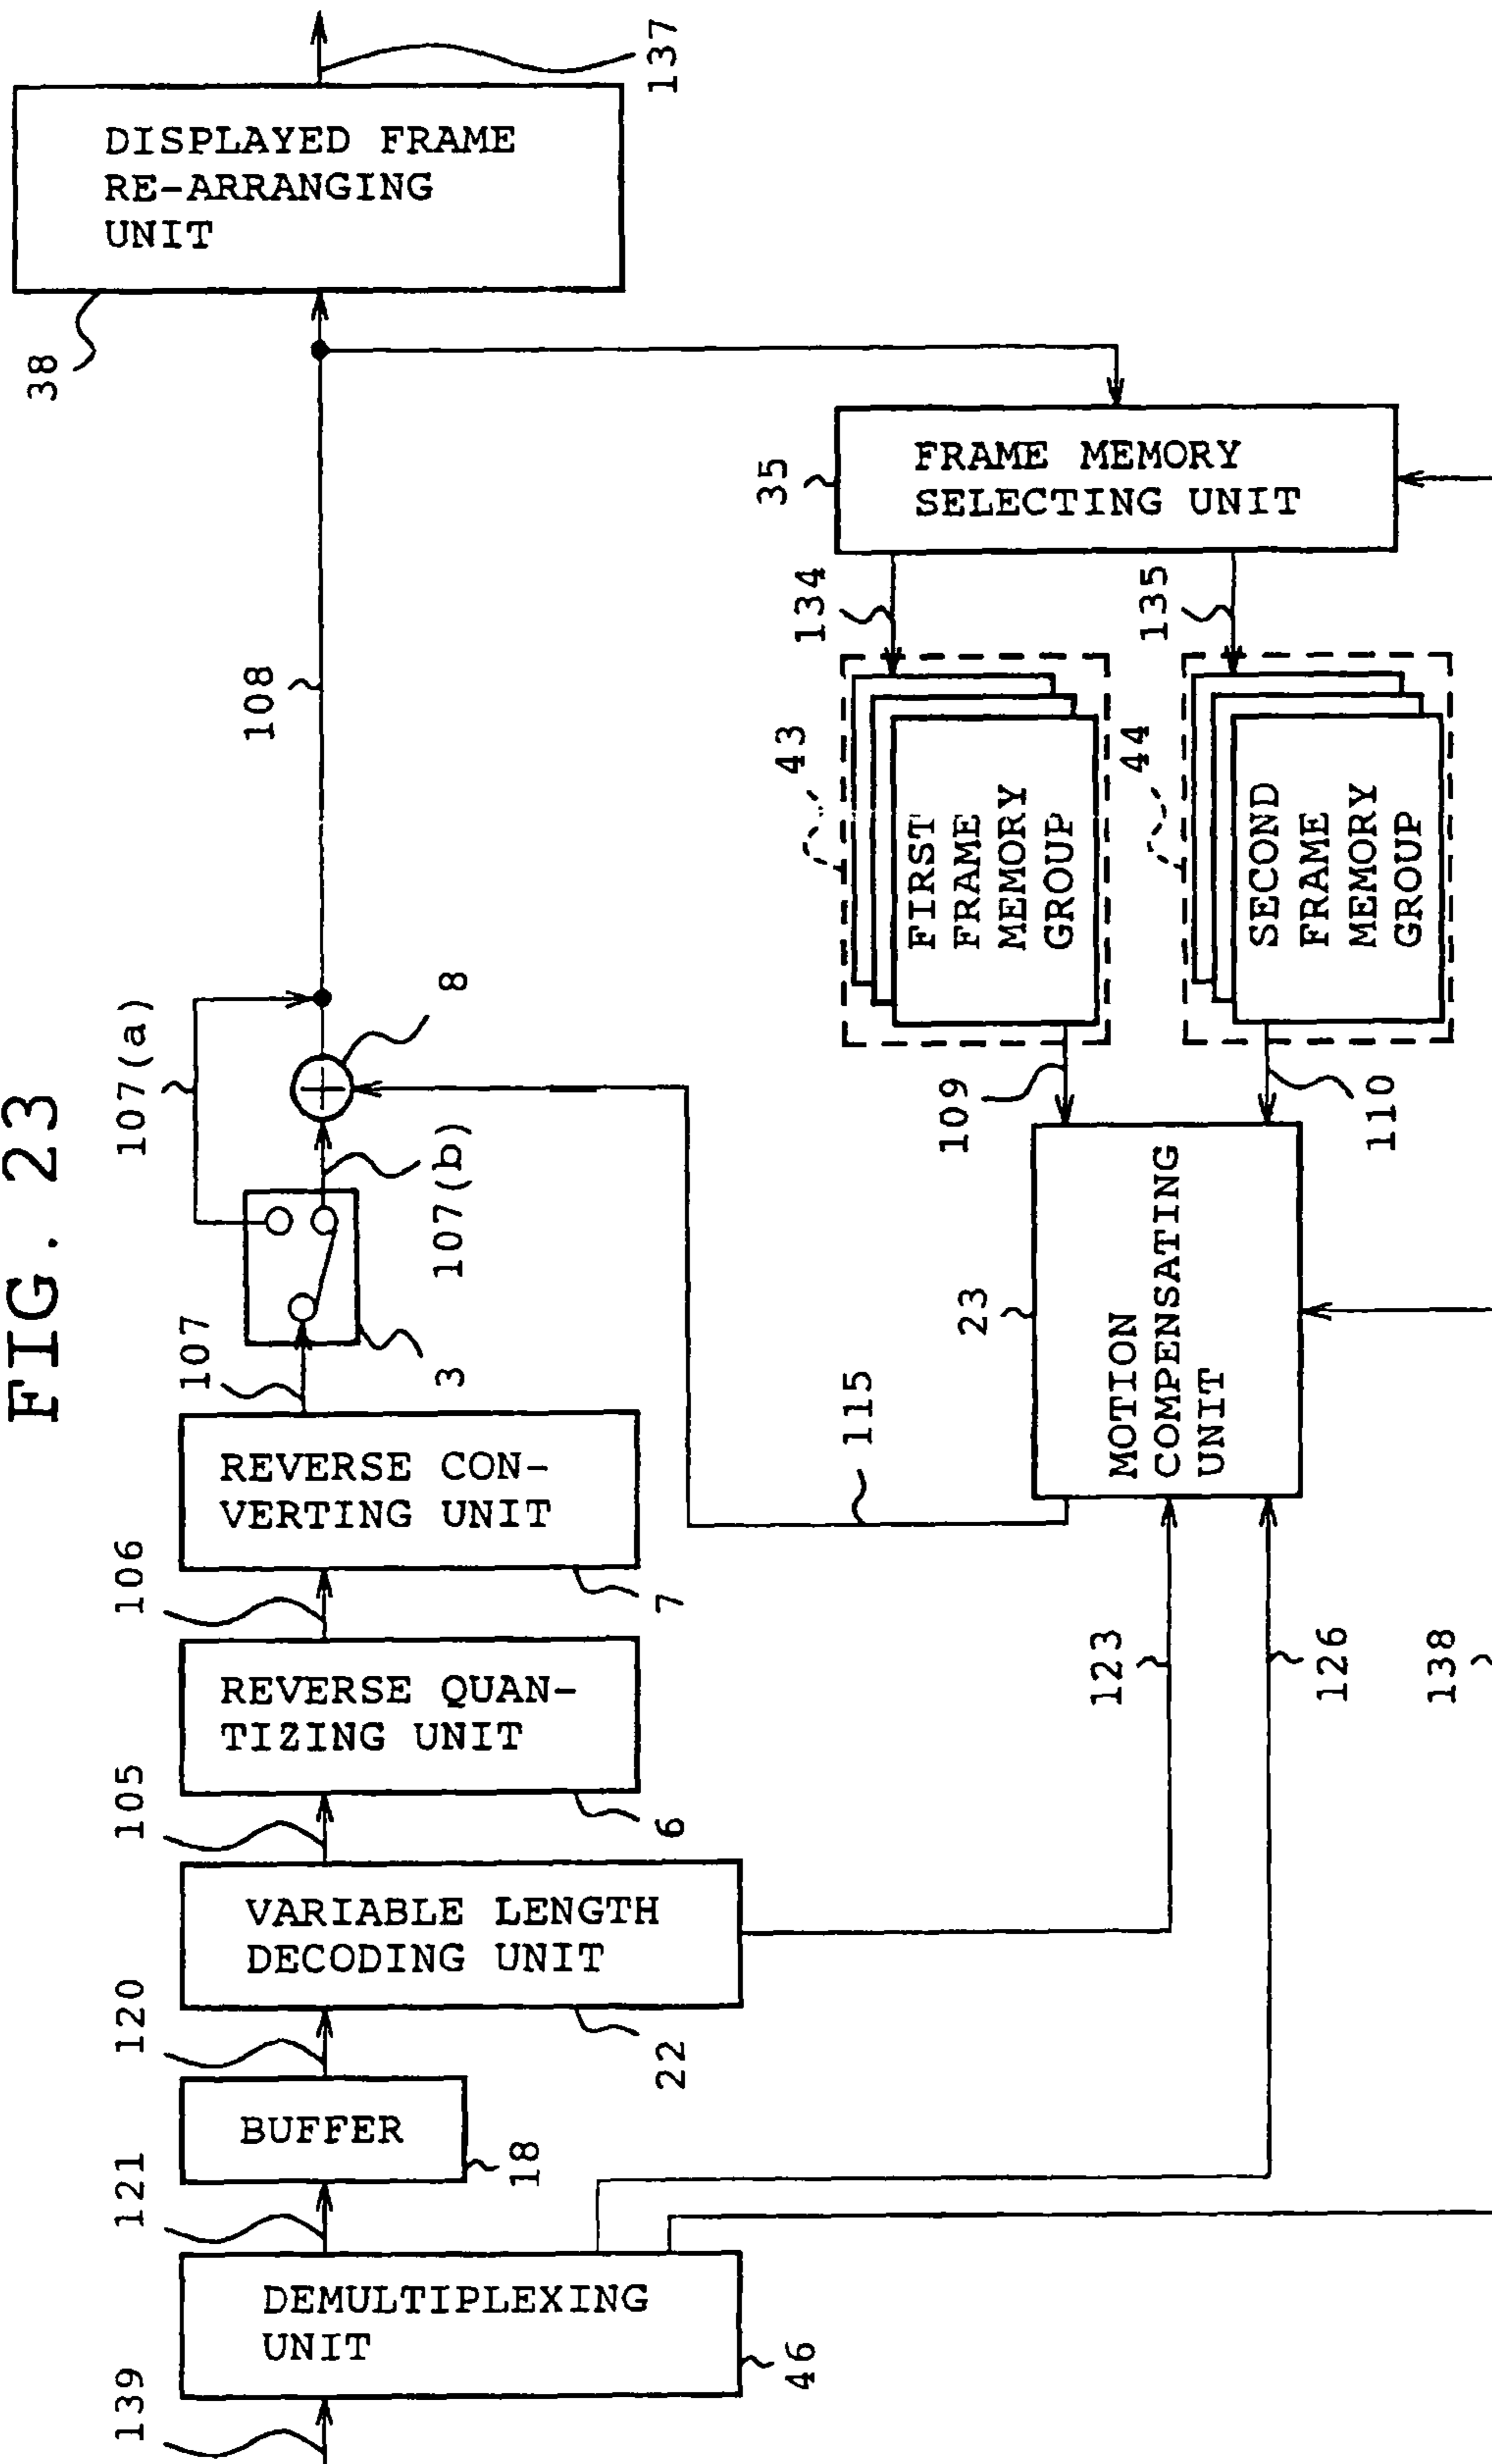 FIG. 23
139
DEMULTIPLEXING
UNIT
46
121
BUFFER
18
120
VARIABLE LENGTH
DECODING UNIT
22
105
REVERSE QUAN-
TIZING UNIT
6
106
REVERSE CON-
VERTING UNIT
7
107
3
107(a)
107(b)
8
108
DISPLAYED FRAME
RE-ARRANGING
UNIT
38
137
115
123
126
138
23
MOTION
COMPENSATING
UNIT
109
110
43
FIRST
FRAME
MEMORY
GROUP
44
SECOND
FRAME
MEMORY
GROUP
134
135
35
FRAME MEMORY
SELECTING UNIT